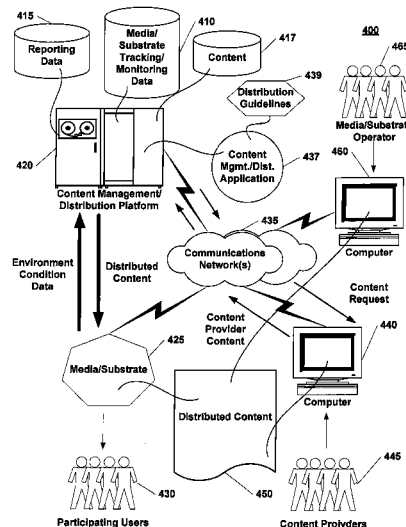 415
410
400
Reporting
Data
Media/
Substrate
Tracking/
Monitoring
Data
417
Content
439
465
Distribution
Guidelines
Media/Substrate
Operator
420
437
460
Content
Mgmt./Dist.
Application
Content Management/
Distribution Platform
435
Computer
Communications
Network(s)
Environment
Condition
Data
Distributed
Content
Content
Request
Content
Provider
Content
425
440
Media/Substrate
Distributed Content
Computer
430
450
445
Participating Users
Content Providers